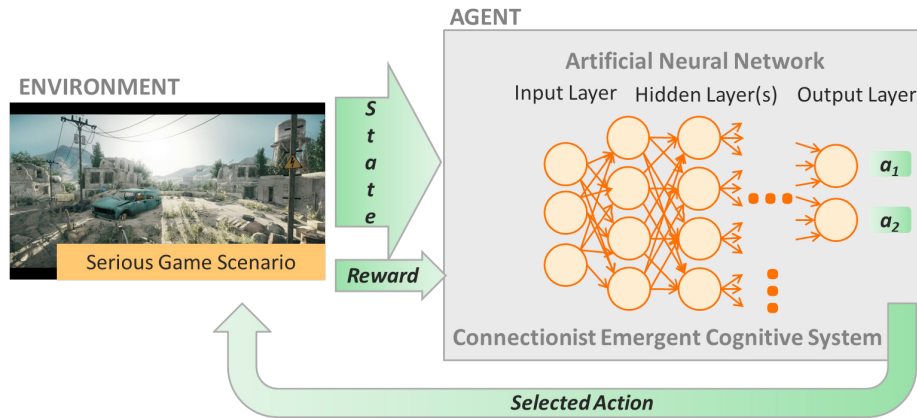 AGENT
ENVIRONMENT
Artificial Neural Network
Input Layer
Hidden Layer(s)
Output Layer
State
a1
a2
Serious Game Scenario
Reward
Connectionist Emergent Cognitive System
Selected Action